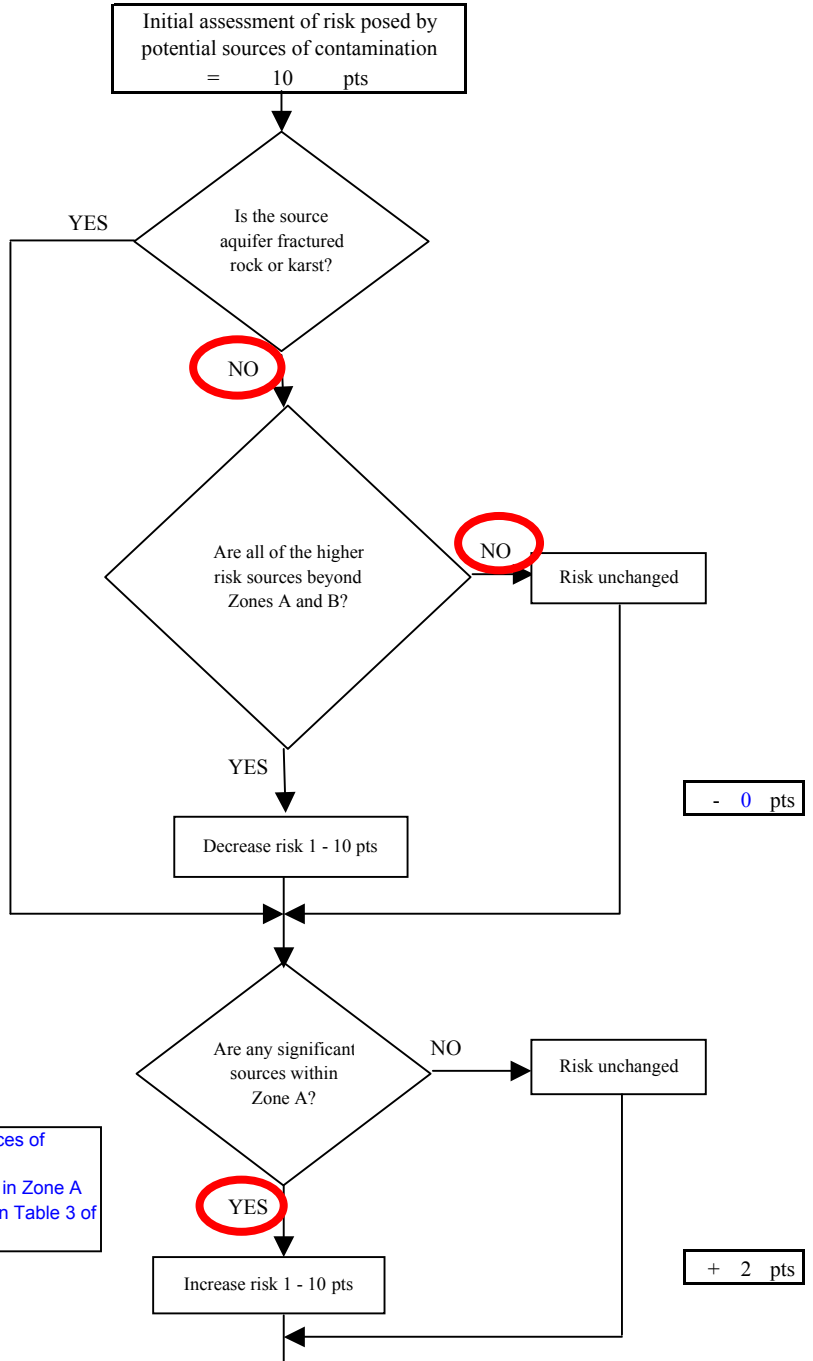 Initial assessment of risk posed by
potential sources of contamination
= 10 pts
YES
Is the source
aquifer fractured
rock or karst?
NO
Are all of the higher
risk sources beyond
Zones A and B?
NO
Risk unchanged
YES
- 0 pts
Decrease risk 1 - 10 pts
Are any significant
sources within
Zone A?
NO
Risk unchanged
of
in Zone A
Table 3 of
YES
+ 2 pts
Increase risk 1 - 10 pts